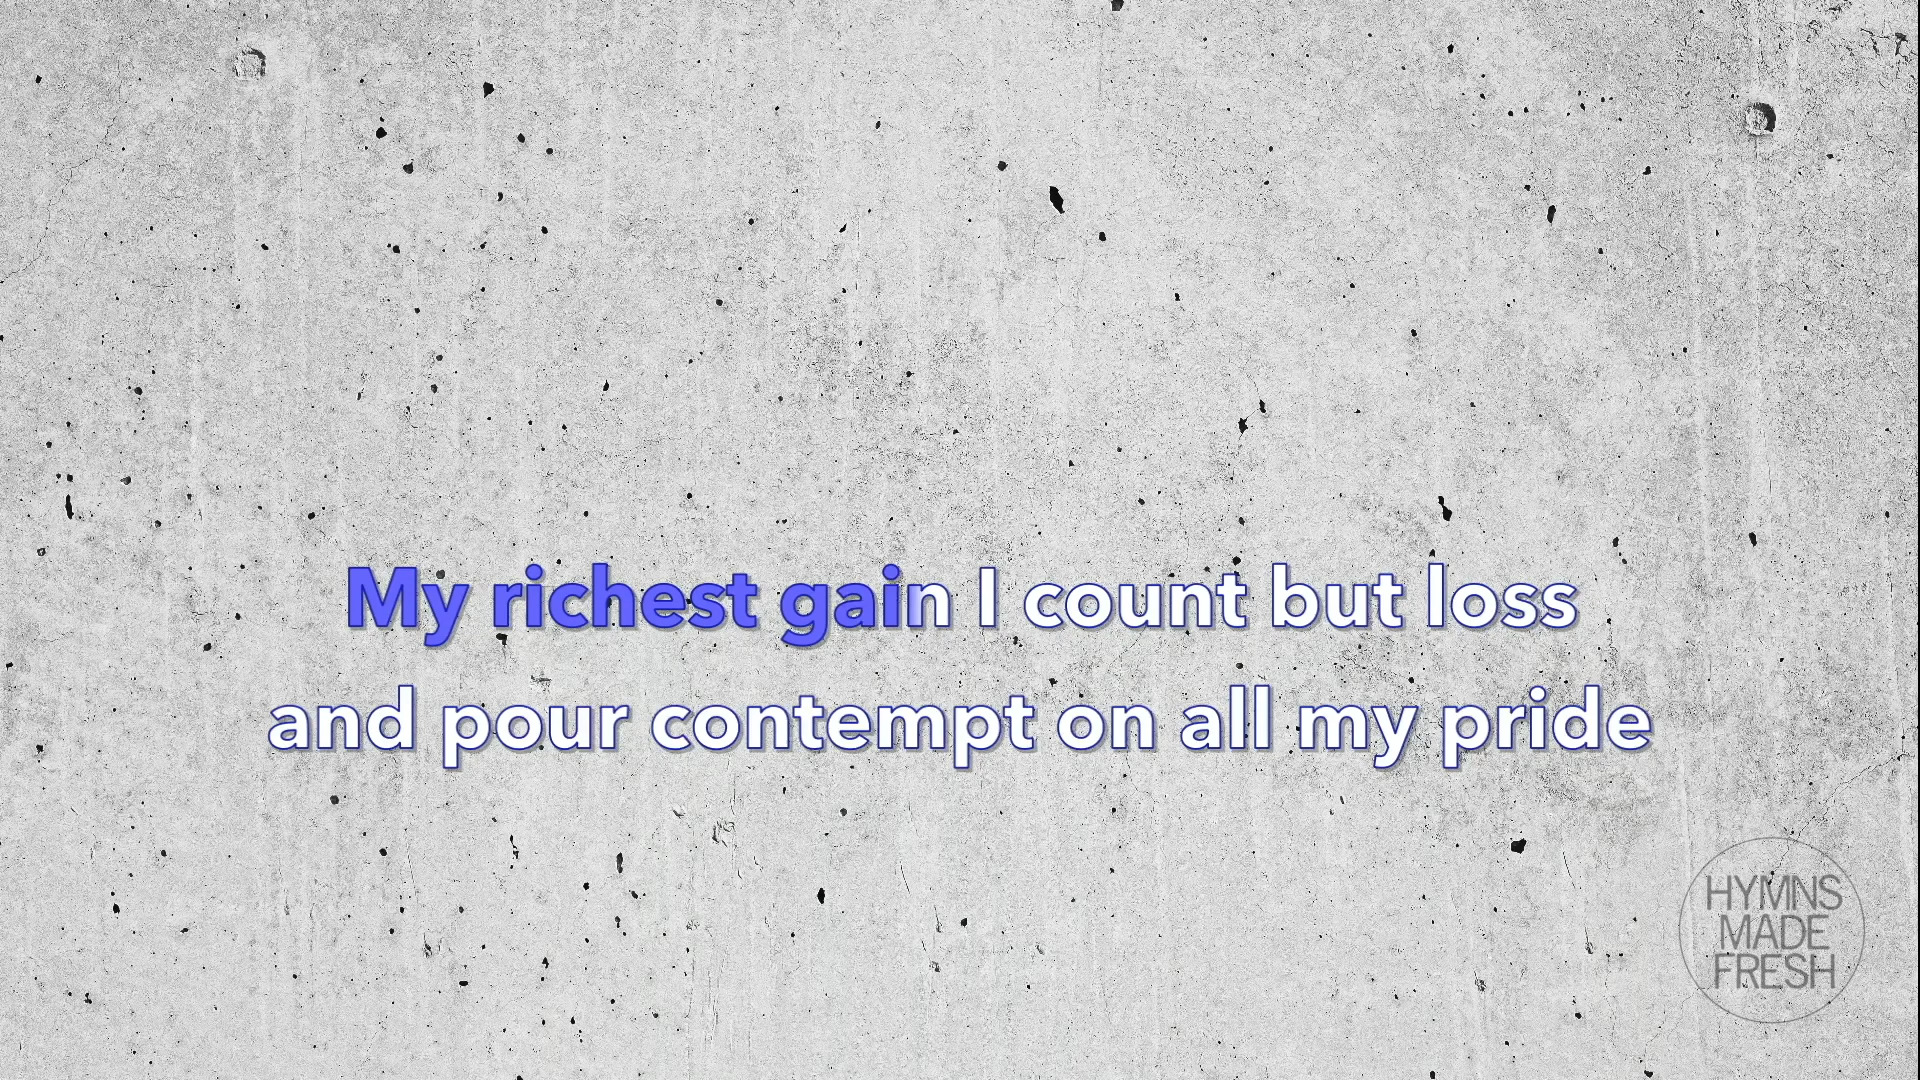 My richest gain I count but loss
and pour contempt on all my pride
HYMNS
MADE
FRESH